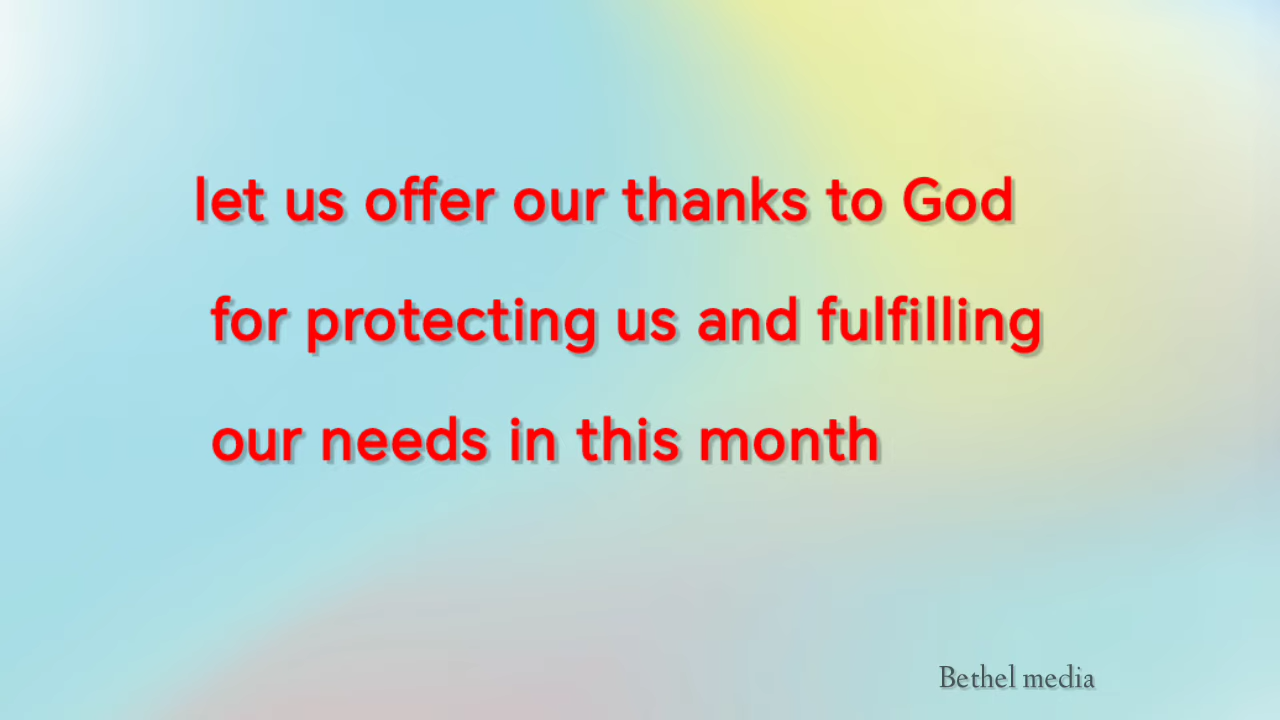 let us offer our thanks to God
for protecting us and fulfilling
our needs in this month
Bethel media